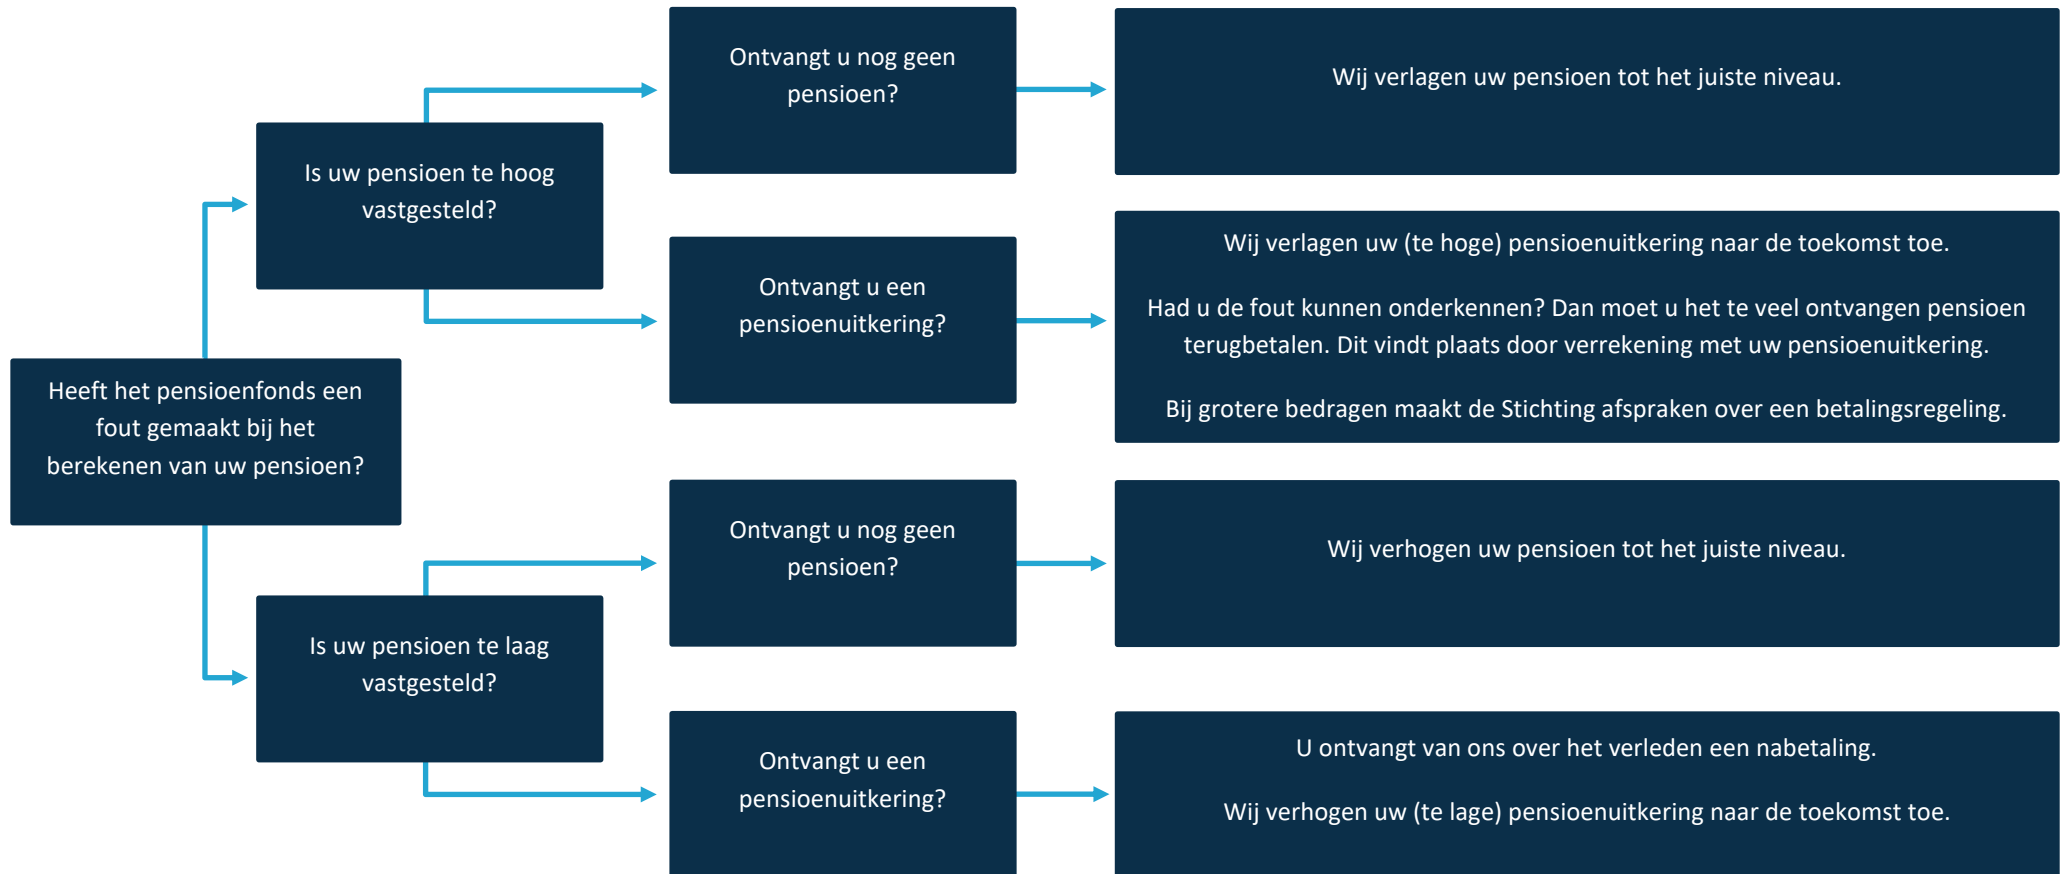 Heeft het pensioenfonds een
fout gemaakt bij het
berekenen van uw pensioen?
Is uw pensioen te hoog
vastgesteld?
Ontvangt u nog geen
pensioen?
Wij verlagen uw pensioen tot het juiste niveau.
Ontvangt u een
pensioenuitkering?
Wij verlagen uw (te hoge) pensioenuitkering naar de toekomst toe.
Had u de fout kunnen onderkennen? Dan moet u het te veel ontvangen pensioen
terugbetalen. Dit vindt plaats door verrekening met uw pensioenuitkering.
Bij grotere bedragen maakt de Stichting afspraken over een betalingsregeling.
Is uw pensioen te laag
vastgesteld?
Ontvangt u nog geen
pensioen?
Wij verhogen uw pensioen tot het juiste niveau.
Ontvangt u een
pensioenuitkering?
U ontvangt van ons over het verleden een nabetaling.
Wij verhogen uw (te lage) pensioenuitkering naar de toekomst toe.